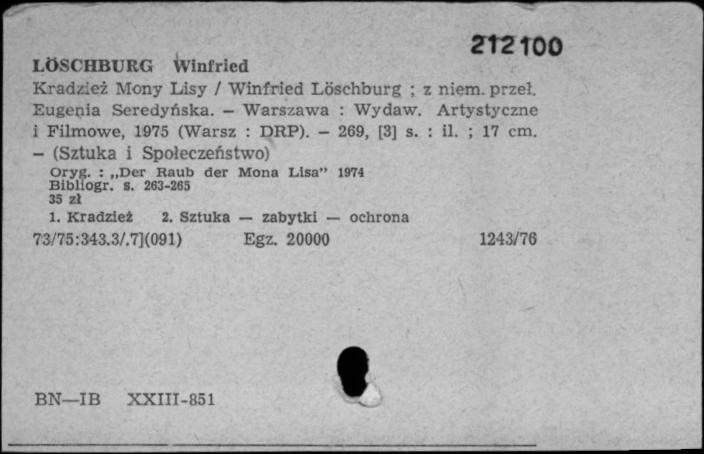 212100
LÖSCHBURG Winfried
Kradzież Mony Lisy / Winfried Löschburg ; z niem. przeł.
Eugenia Seredyńska. — Warszawa : Wydaw. Artystyczne
i Filmowe, 1975 (Warsz : DRP). — 269, [3] s. : il. ; 17 cm.
— (Sztuka i Społeczeństwo)
Oryg. : „Der Raub der Mona Lisa” 1974
Bibliogr. s. 263-265
35 zł
1. Kradzież 2. Sztuka — zabytki — ochrona
73/75:343.3/.7](091) Egz. 20000 1243/76
BN—IB XXIII-851